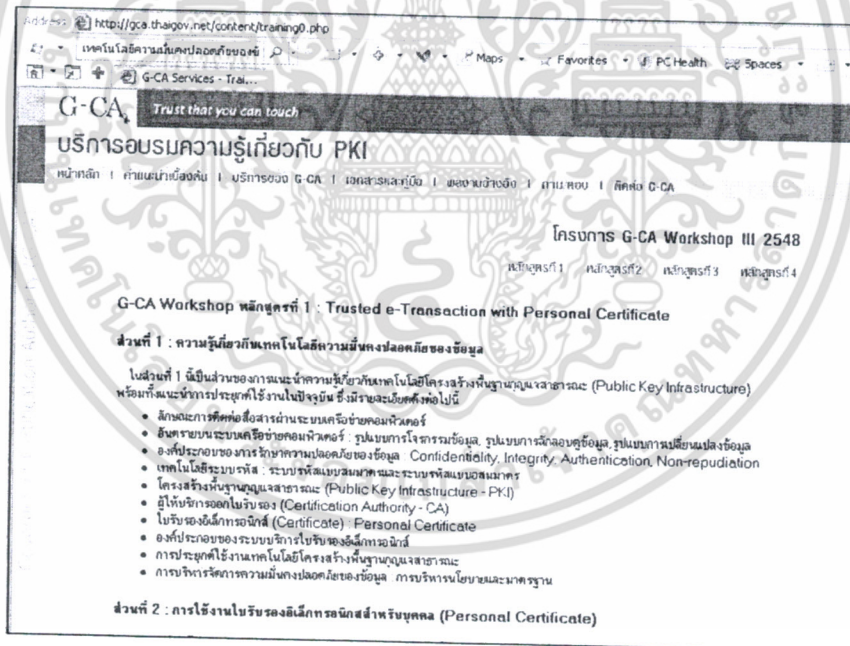 Address http://gca.thaigov.net/content/training0.php
เทคโนโลยีความมั่นคงปลอดภัยของข้ Maps Favorites PC Health Spaces
G-CA Services - Trai...
G-CA Trust that you can touch
บริการอบรมความรู้เกี่ยวกับ PKI
หน้าหลัก | คำแนะนำเบื้องต้น | บริการของ G-CA | เอกสารและคู่มือ | ผลงานอ้างอิง | ถาม-ตอบ | ติดต่อ G-CA
โครงการ G-CA Workshop III 2548
หลักสูตรที่ 1 หลักสูตรที่ 2 หลักสูตรที่ 3 หลักสูตรที่ 4
G-CA Workshop หลักสูตรที่ 1 : Trusted e-Transaction with Personal Certificate
ส่วนที่ 1 : ความรู้เกี่ยวกับเทคโนโลยีความมั่นคงปลอดภัยของข้อมูล
ในส่วนที่ 1 นี้เป็นส่วนของการแนะนำความรู้เกี่ยวกับเทคโนโลยีโครงสร้างพื้นฐานกุญแจสาธารณะ (Public Key Infrastructure)
พร้อมทั้งแนะนำการประยุกต์ใช้งานในปัจจุบัน ซึ่งมีรายละเอียดดังต่อไปนี้
• ลักษณะการติดต่อสื่อสารผ่านระบบเครือข่ายคอมพิวเตอร์
• อันตรายบนระบบเครือข่ายคอมพิวเตอร์ : รูปแบบการโจรกรรมข้อมูล, รูปแบบการลักลอบดูข้อมูล, รูปแบบการเปลี่ยนแปลงข้อมูล
• องค์ประกอบของการรักษาความปลอดภัยของข้อมูล : Confidentiality, Integrity, Authentication, Non-repudiation
• เทคโนโลยีระบบรหัส : ระบบรหัสแบบสมมาตรและระบบรหัสแบบอสมมาตร
• โครงสร้างพื้นฐานกุญแจสาธารณะ (Public Key Infrastructure - PKI)
• ผู้ให้บริการออกใบรับรอง (Certification Authority - CA)
• ใบรับรองอิเล็กทรอนิกส์ (Certificate) : Personal Certificate
• องค์ประกอบของระบบบริการใบรับรองอิเล็กทรอนิกส์
• การประยุกต์ใช้งานเทคโนโลยีโครงสร้างพื้นฐานกุญแจสาธารณะ
• การบริหารจัดการความมั่นคงปลอดภัยของข้อมูล : การบริหารนโยบายและมาตรฐาน
ส่วนที่ 2 : การใช้งานใบรับรองอิเล็กทรอนิกส์สำหรับบุคคล (Personal Certificate)